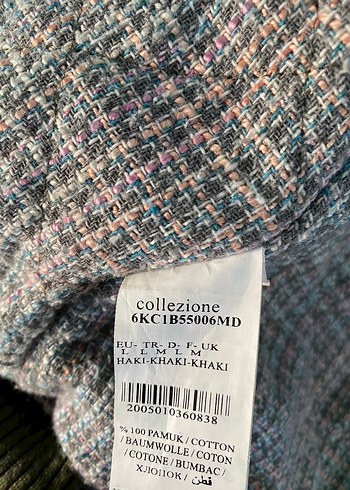 collezione
6KC1B55006MD
EU- TR- D- F- UK
L L M L M
HAKI-KHAKI-KHAKI
2005010360838
% 100 PAMUK / COTTON
/ BAUMWOLLE / COTON
/ COTONE / BUMBAC /
ХЛОПОК / قطن